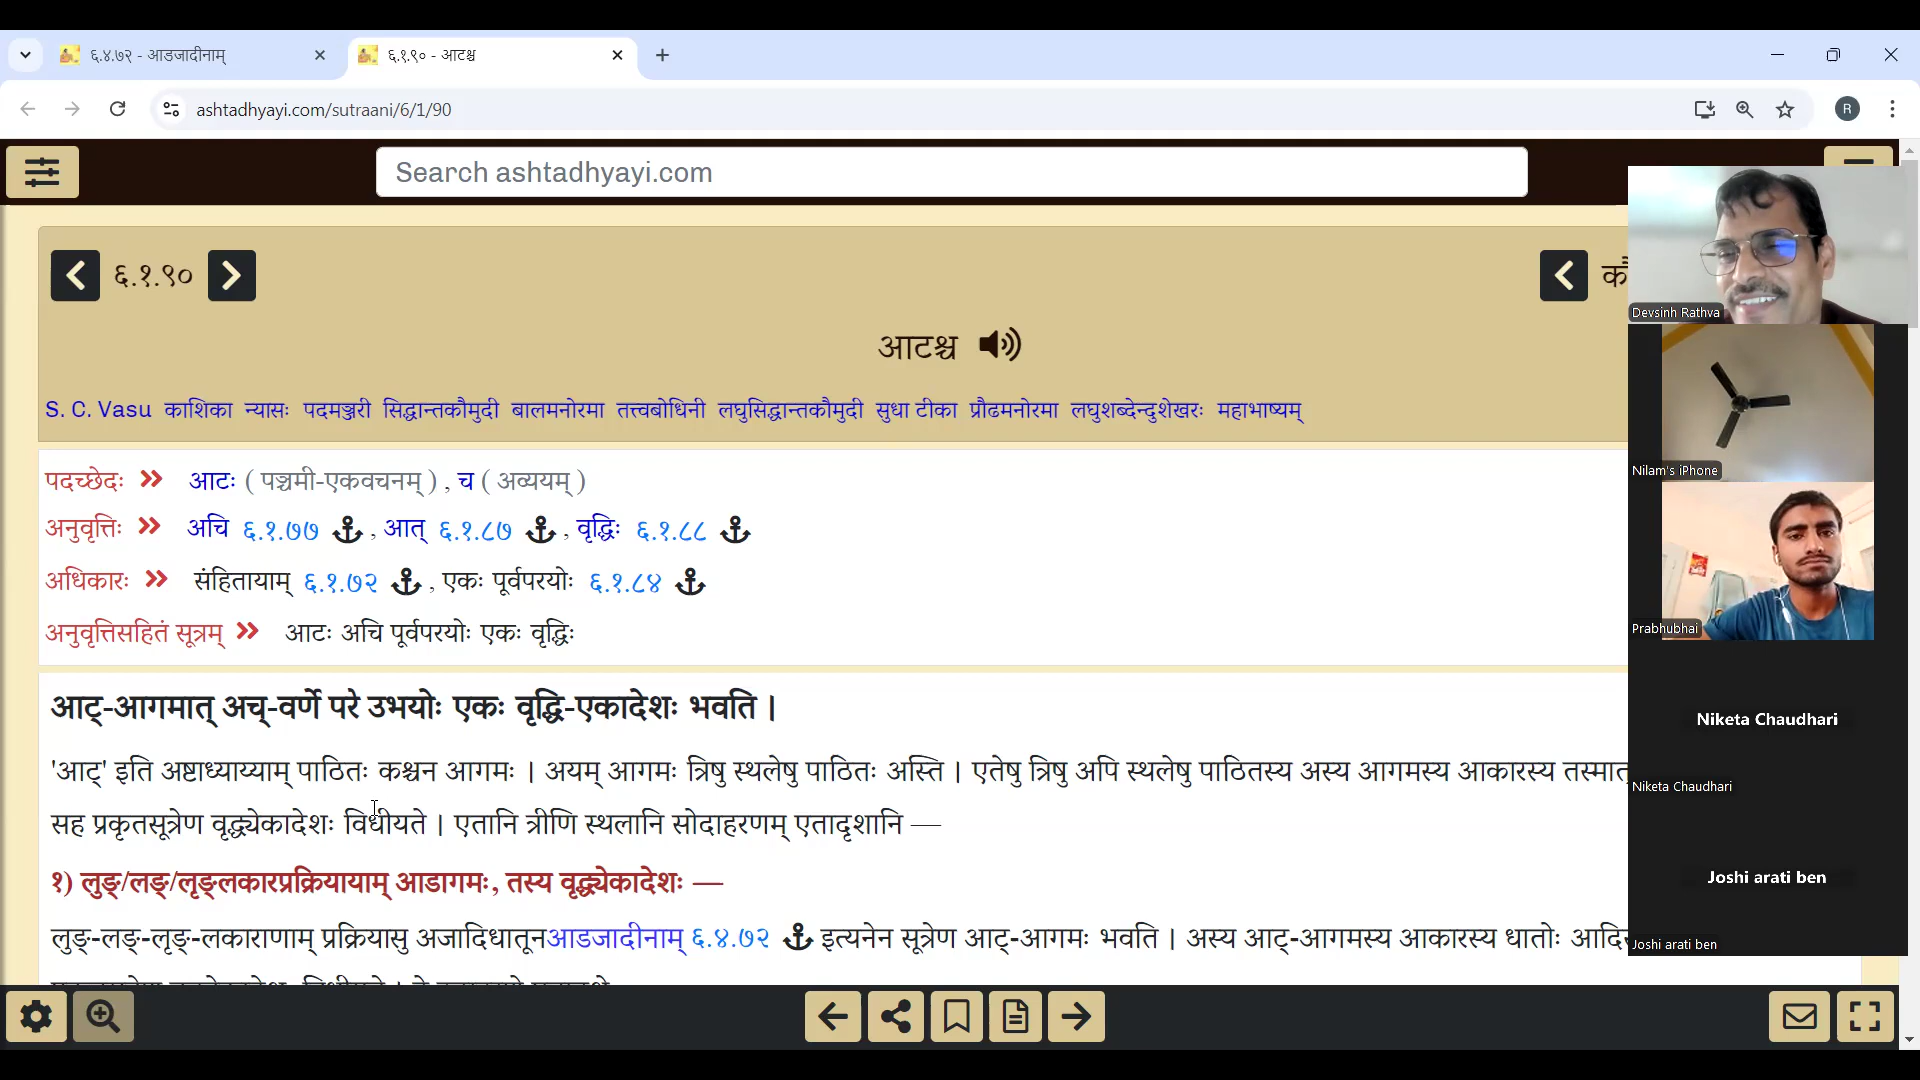 ६.४.७२ - आडजादीनाम्
६.१.९० - आटश्च
ashtadhyayi.com/sutraani/6/1/90
R
Search ashtadhyayi.com
६.१.९०
कौ
आटश्च
S. C. Vasu काशिका न्यासः पदमञ्जरी सिद्धान्तकौमुदी बालमनोरमा तत्त्वबोधिनी लघुसिद्धान्तकौमुदी सुधा टीका प्रौढमनोरमा लघुशब्देन्दुशेखरः महाभाष्यम्
पदच्छेदः आटः ( पञ्चमी-एकवचनम् ) , च ( अव्ययम् )
अनुवृत्तिः अचि ६.१.७७ , आत् ६.१.८७ , वृद्धिः ६.१.८८
अधिकारः संहितायाम् ६.१.७२ , एकः पूर्वपरयोः ६.१.८४
अनुवृत्तिसहितं सूत्रम् आटः अचि पूर्वपरयोः एकः वृद्धिः
आट्-आगमात् अच्-वर्णे परे उभयोः एकः वृद्धि-एकादेशः भवति ।
'आट्' इति अष्टाध्याय्याम् पाठितः कश्चन आगमः । अयम् आगमः त्रिषु स्थलेषु पाठितः अस्ति । एतेषु त्रिषु अपि स्थलेषु पाठितस्य अस्य आगमस्य आकारस्य तस्मात्
सह प्रकृतसूत्रेण वृद्ध्येकादेशः विधीयते । एतानि त्रीणि स्थलानि सोदाहरणम् एतादृशानि —
१) लुङ्/लङ्/लृङ्लकारप्रक्रियायाम् आडागमः, तस्य वृद्ध्येकादेशः —
लुङ्-लङ्-लृङ्-लकाराणाम् प्रक्रियासु अजादिधातूनआडजादीनाम् ६.४.७२ इत्यनेन सूत्रेण आट्-आगमः भवति । अस्य आट्-आगमस्य आकारस्य धातोः
Devsinh Rathva
Nilam's iPhone
Prabhubhai
Niketa Chaudhari
Niketa Chaudhari
Joshi arati ben
Joshi arati ben